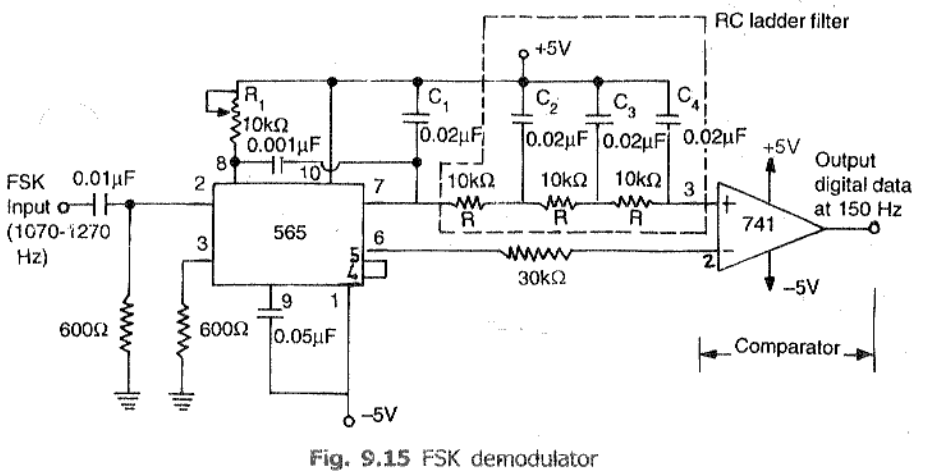 RC ladder filter
+5V
R1
10kΩ
0.001μF
C1
0.02μF
C2
0.02μF
C3
0.02μF
C4
0.02μF
8
10
FSK
Input
(1070-1270
Hz)
0.01μF
2
3
565
7
6
5
4
9
1
10kΩ
R
10kΩ
R
10kΩ
R
30kΩ
3
+
2
−
741
+5V
−5V
Output
digital data
at 150 Hz
600Ω
600Ω
0.05μF
Comparator
−5V
Fig. 9.15 FSK demodulator